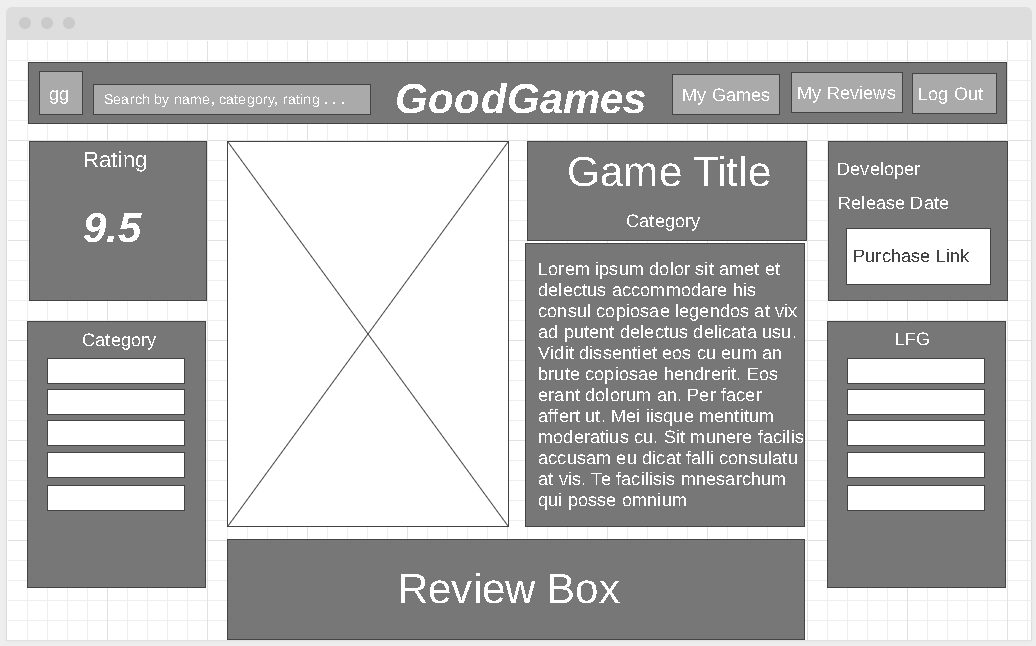 gg
Search by name, category, rating . . .
GoodGames
My Games
My Reviews
Log Out
Rating
9.5
Category
Game Title
Category
Lorem ipsum dolor sit amet et
delectus accommodare his
consul copiosae legendos at vix
ad putent delectus delicata usu.
Vidit dissentiet eos cu eum an
brute copiosae hendrerit. Eos
erant dolorum an. Per facer
affert ut. Mei iisque mentitum
moderatius cu. Sit munere facilis
accusam eu dicat falli consulatu
at vis. Te facilisis mnesarchum
qui posse omnium
Developer
Release Date
Purchase Link
LFG
Review Box